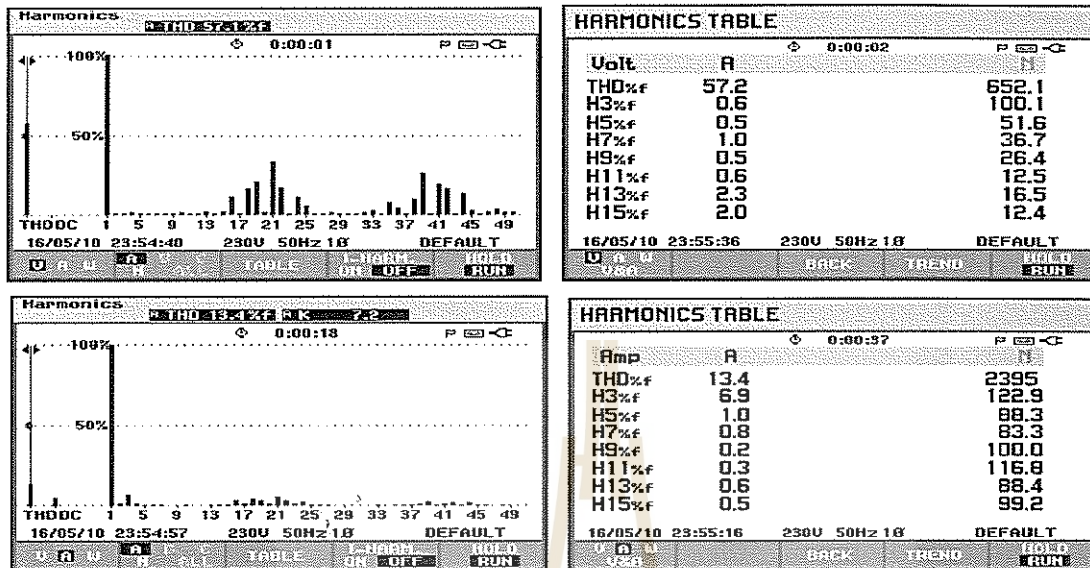 Harmonics
A THD 57.1%f
0:00:01
P
100%
50%
THDDC 1 5 9 13 17 21 25 29 33 37 41 45 49
16/05/10 23:54:40 230V 50Hz 1Ø DEFAULT
V A W A TABLE ON OFF HOLD RUN
HARMONICS TABLE
0:00:02
P
Volt A N
THD%f 57.2 652.1
H3%f 0.6 100.1
H5%f 0.5 51.6
H7%f 1.0 36.7
H9%f 0.5 26.4
H11%f 0.6 12.5
H13%f 2.3 16.5
H15%f 2.0 12.4
16/05/10 23:55:36 230V 50Hz 1Ø DEFAULT
V A W V&A BACK TREND HOLD RUN
Harmonics
A THD 13.4%f A K 7.2
0:00:18
P
100%
50%
THDDC 1 5 9 13 17 21 25 29 33 37 41 45 49
16/05/10 23:54:57 230V 50Hz 1Ø DEFAULT
V A W A TABLE ON OFF HOLD RUN
HARMONICS TABLE
0:00:37
P
Amp A N
THD%f 13.4 2395
H3%f 6.9 122.9
H5%f 1.0 88.3
H7%f 0.8 83.3
H9%f 0.2 100.0
H11%f 0.3 116.8
H13%f 0.6 88.4
H15%f 0.5 99.2
16/05/10 23:55:16 230V 50Hz 1Ø DEFAULT
V A W V&A BACK TREND HOLD RUN